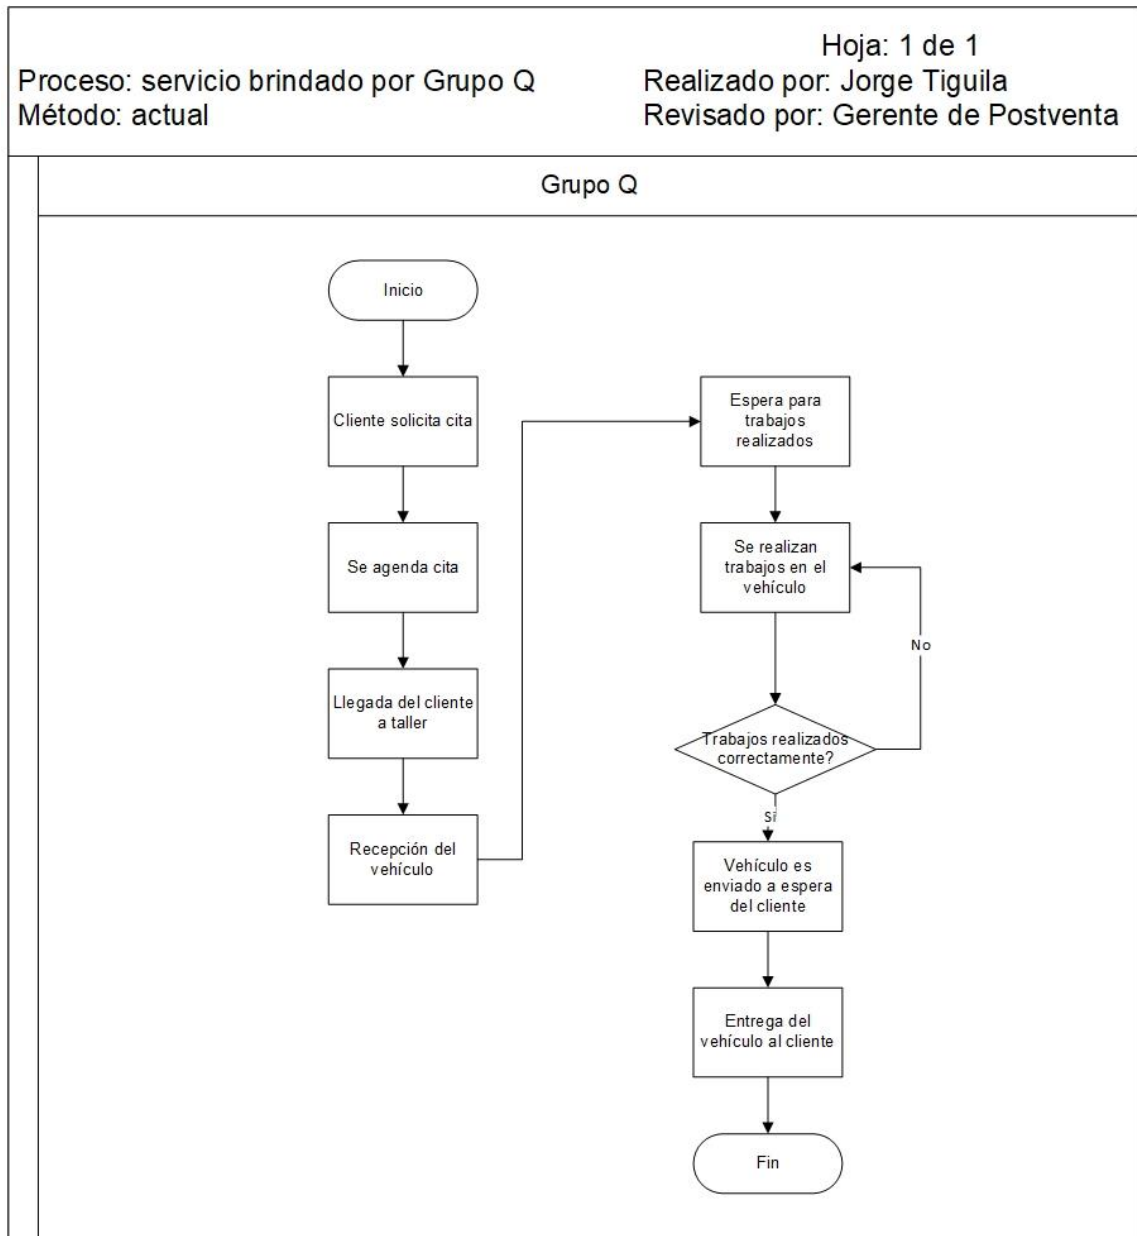 Hoja: 1 de 1
Proceso: servicio brindado por Grupo Q
Realizado por: Jorge Tiguila
Método: actual
Revisado por: Gerente de Postventa
Grupo Q
Inicio
Cliente solicita cita
Se agenda cita
Llegada del cliente
a taller
Recepción del
vehículo
Espera para
trabajos
realizados
Se realizan
trabajos en el
vehículo
No
Trabajos realizados
correctamente?
Si
Vehículo es
enviado a espera
del cliente
Entrega del
vehículo al cliente
Fin